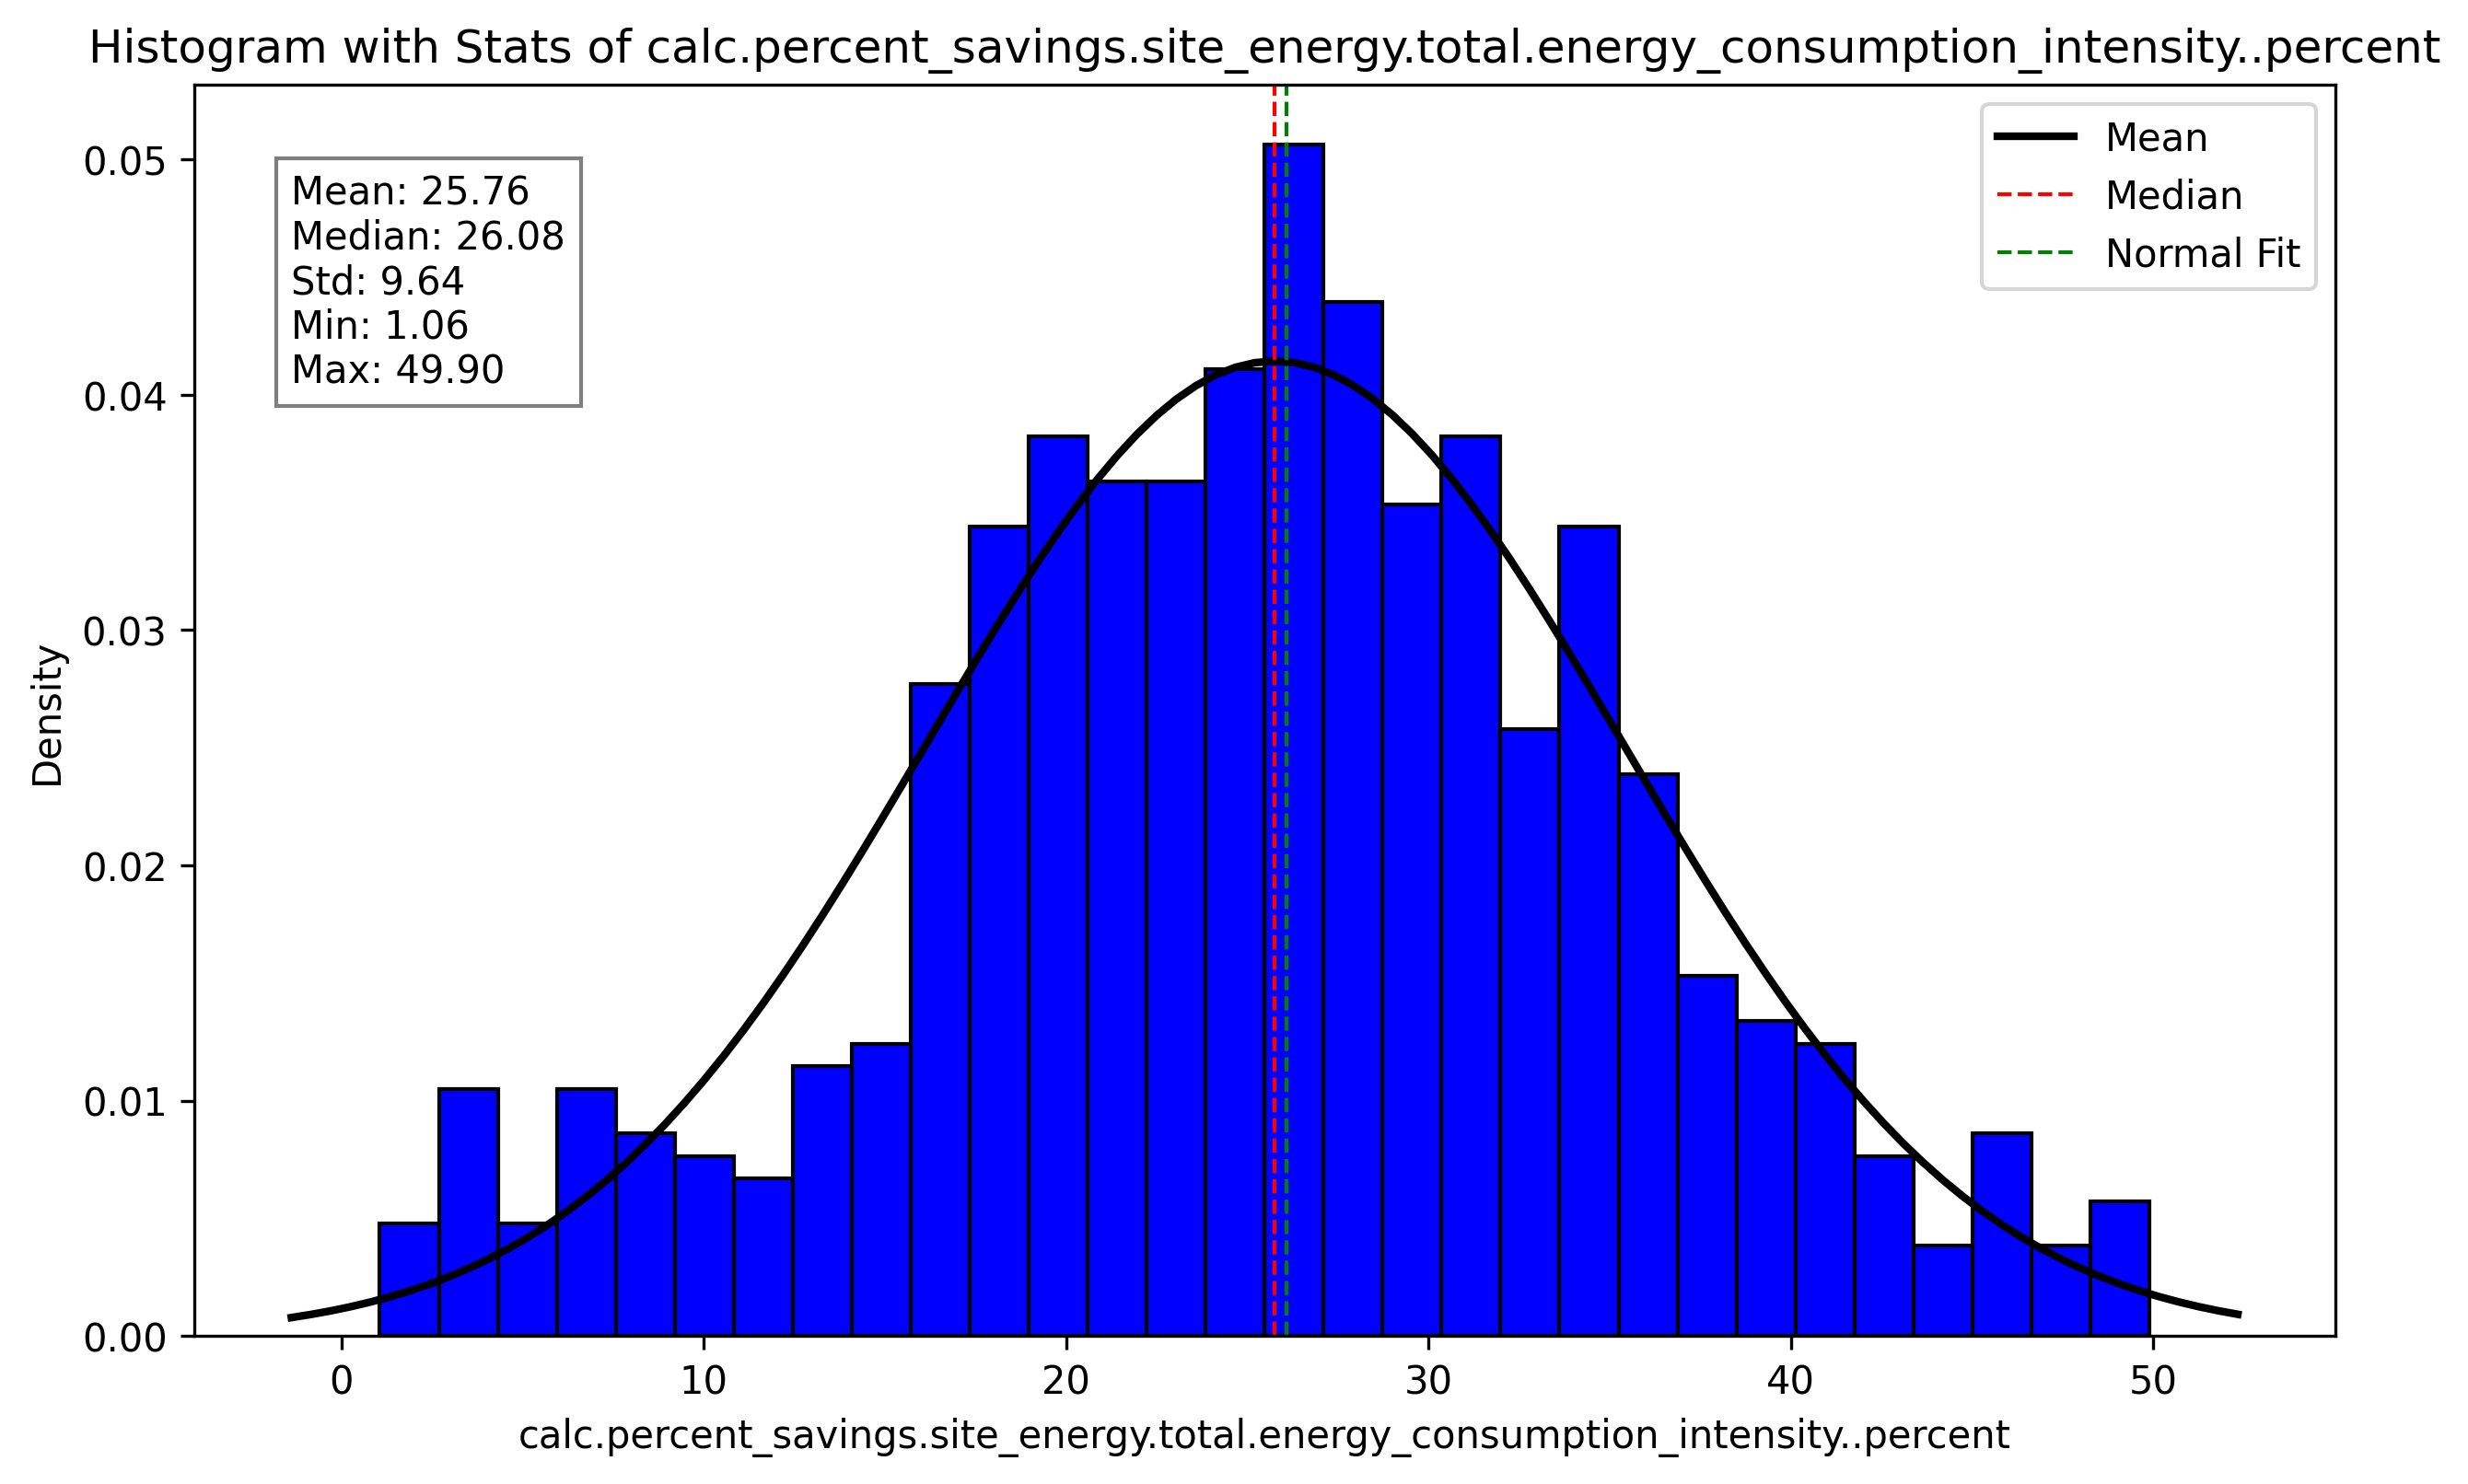 Histogram with Stats of calc.percent_savings.site_energy.total.energy_consumption_intensity..percent
Mean: 25.76
Median: 26.08
Std: 9.64
Min: 1.06
Max: 49.90
Mean
Median
Normal Fit
Density
0.05
0.04
0.03
0.02
0.01
0.00
0 10 20 30 40 50
calc.percent_savings.site_energy.total.energy_consumption_intensity..percent